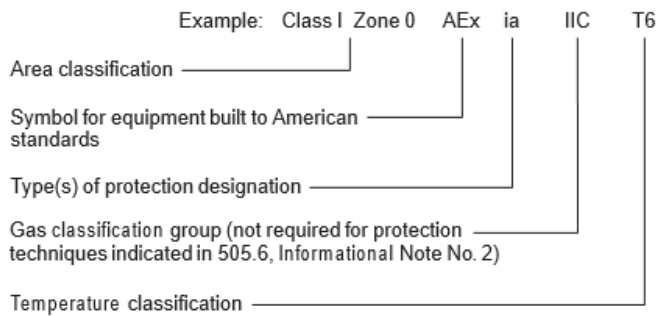 Example: Class I Zone 0 AEx ia IIC T6
Area classification
Symbol for equipment built to American
standards
Type(s) of protection designation
Gas classification group (not required for protection
techniques indicated in 505.6, Informational Note No. 2)
Temperature classification